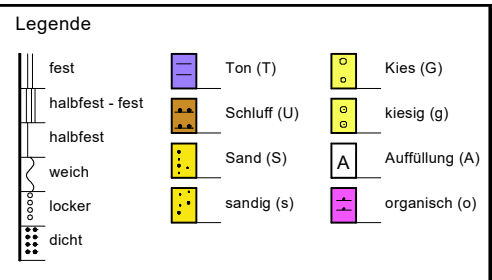 Legende
fest
halbfest - fest
halbfest
weich
locker
dicht
Ton (T)
Schluff (U)
Sand (S)
sandig (s)
Kies (G)
kiesig (g)
A
Auffüllung (A)
organisch (o)